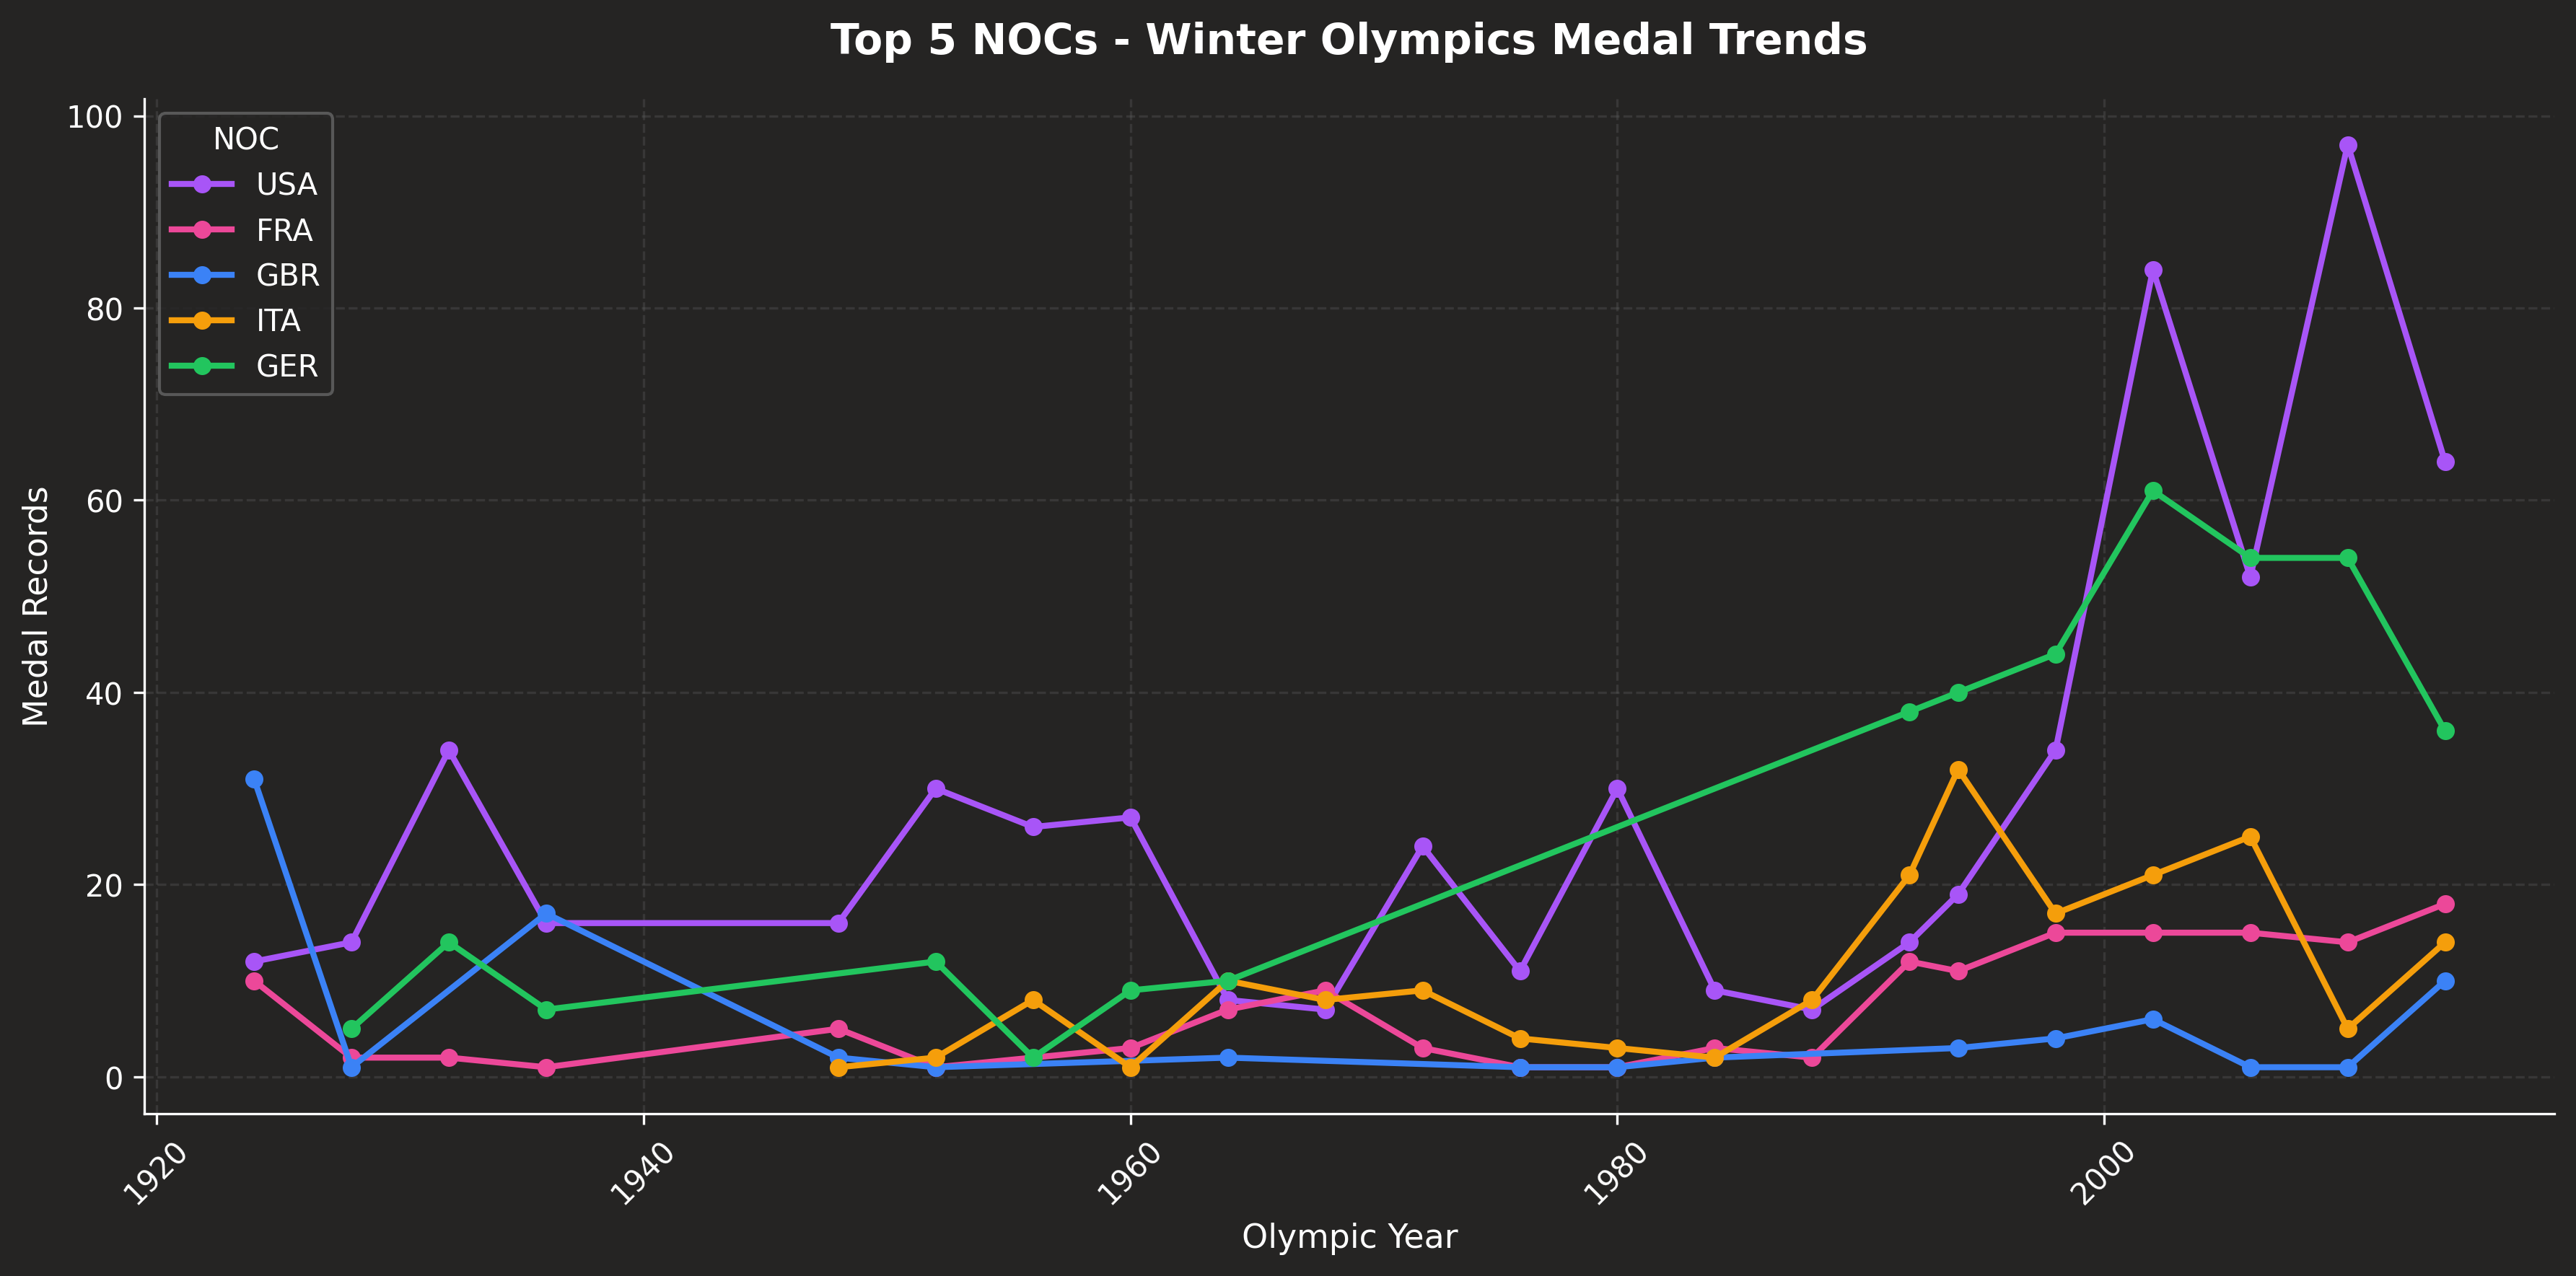 Top 5 NOCs - Winter Olympics Medal Trends
100
80
60
40
20
0
Medal Records
NOC
USA
FRA
GBR
ITA
GER
1920
1940
1960
1980
2000
Olympic Year